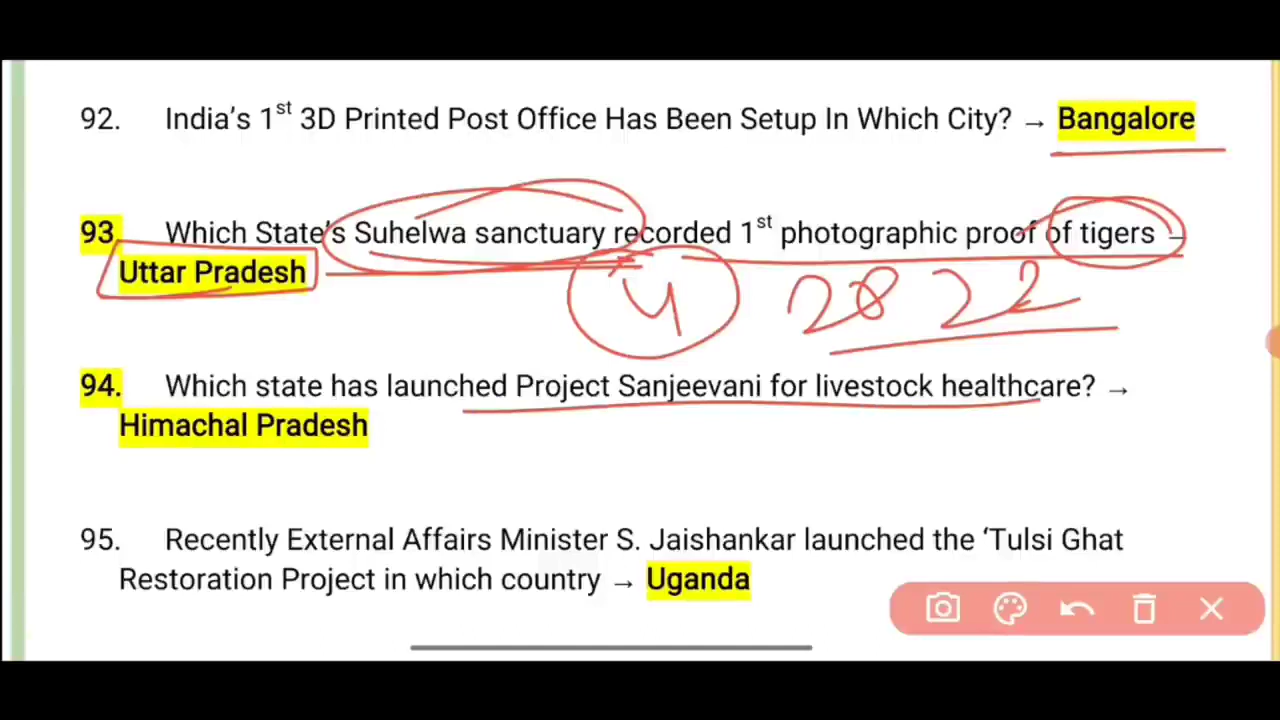 92. India's 1st 3D Printed Post Office Has Been Setup In Which City? → Bangalore
93 Which State's Suhelwa sanctuary recorded 1st photographic proof of tigers –
Uttar Pradesh
4 2822
94. Which state has launched Project Sanjeevani for livestock healthcare? →
Himachal Pradesh
95. Recently External Affairs Minister S. Jaishankar launched the ‘Tulsi Ghat
Restoration Project in which country → Uganda